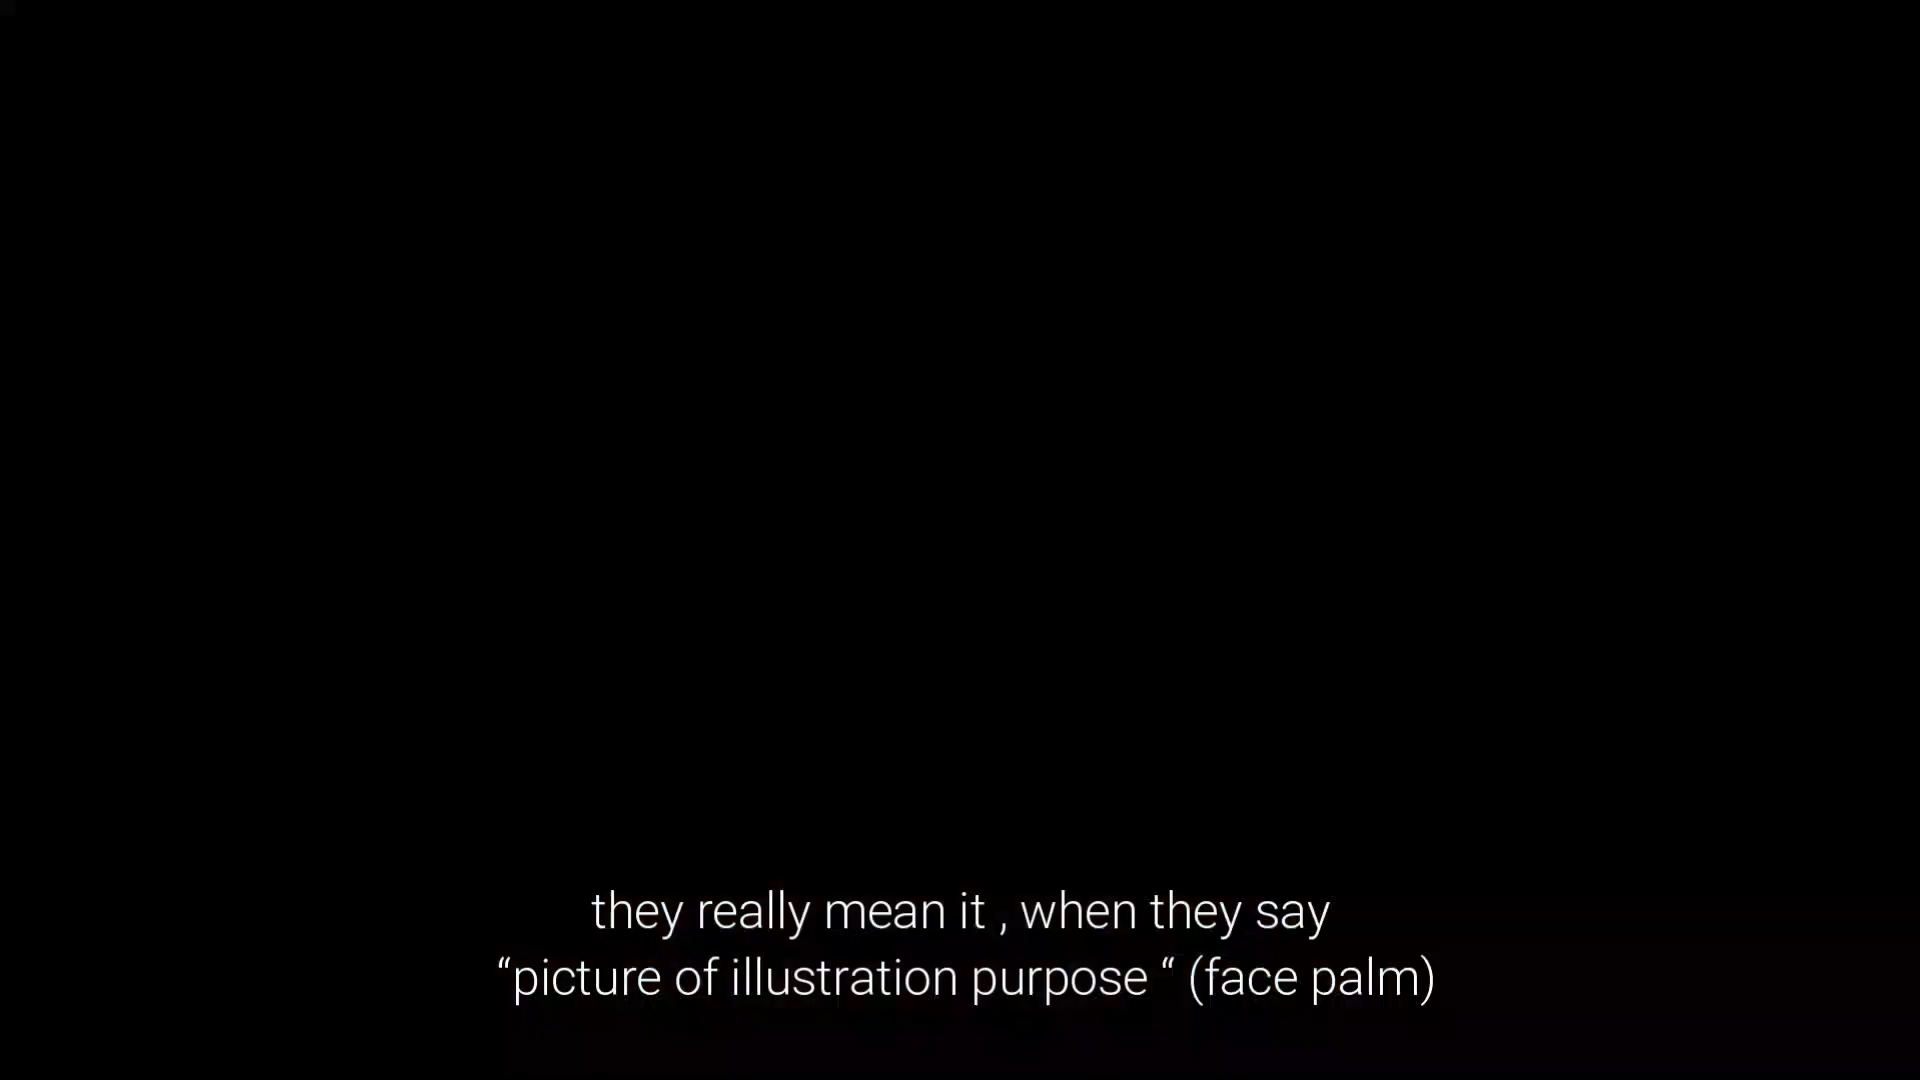 they really mean it , when they say
“picture of illustration purpose “ (face palm)